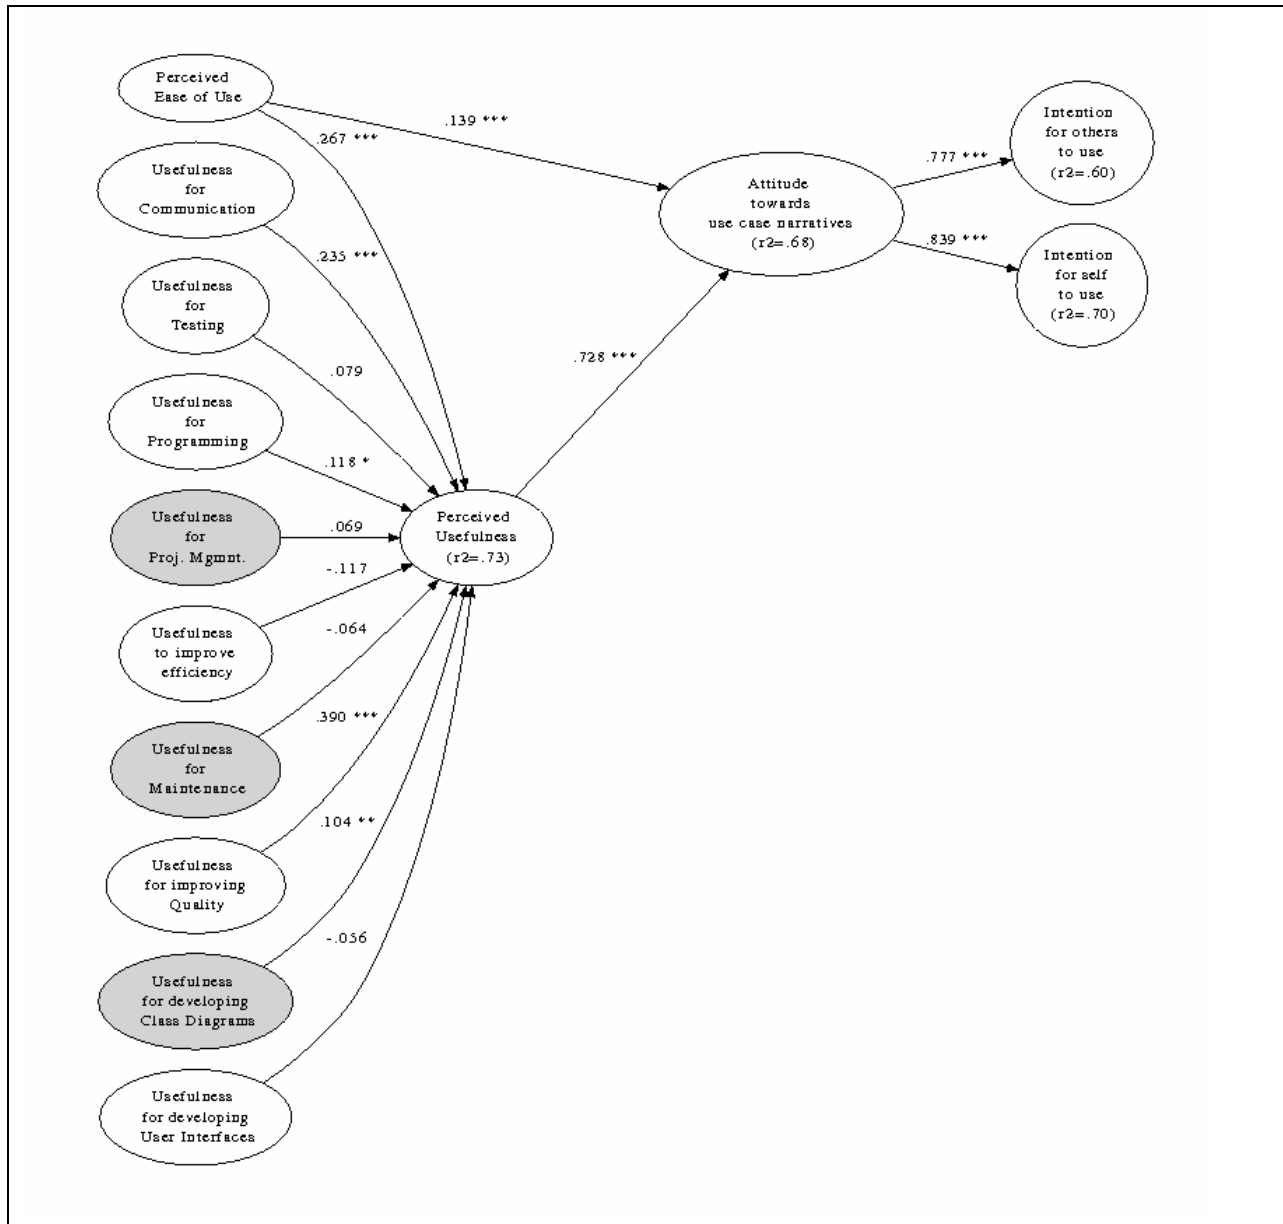 Perceived
Ease of Use
.139 ***
.267 ***
Usefulness
for
Communication
.235 ***
Usefulness
for
Testing
.079
Usefulness
for
Programming
.118 *
Usefulness
for
Proj. Mgmnt.
.069
Usefulness
to improve
efficiency
-.117
Usefulness
for
Maintenance
-.064
Usefulness
for improving
Quality
.390 ***
Usefulness
for developing
Class Diagrams
.104 **
Usefulness
for developing
User Interfaces
-.056
Perceived
Usefulness
(r2=.73)
.728 ***
Attitude
towards
use case narratives
(r2=.68)
.777 ***
.839 ***
Intention
for others
to use
(r2=.60)
Intention
for self
to use
(r2=.70)